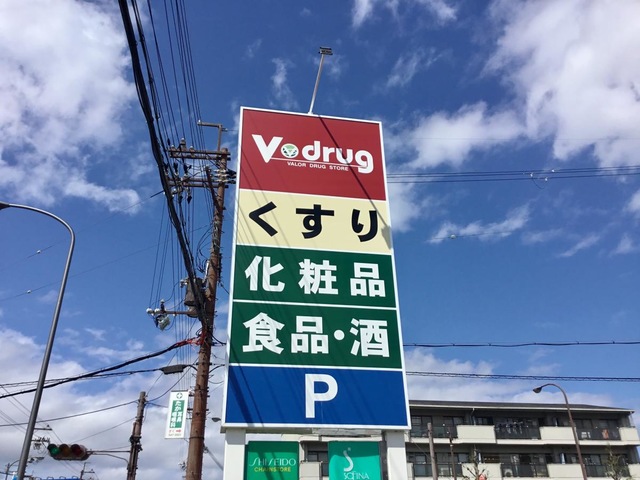 V drug
VALOR DRUG STORE
くすり
化粧品
食品・酒
P
SHISEIDO
CHAINSTORE
SOFINA